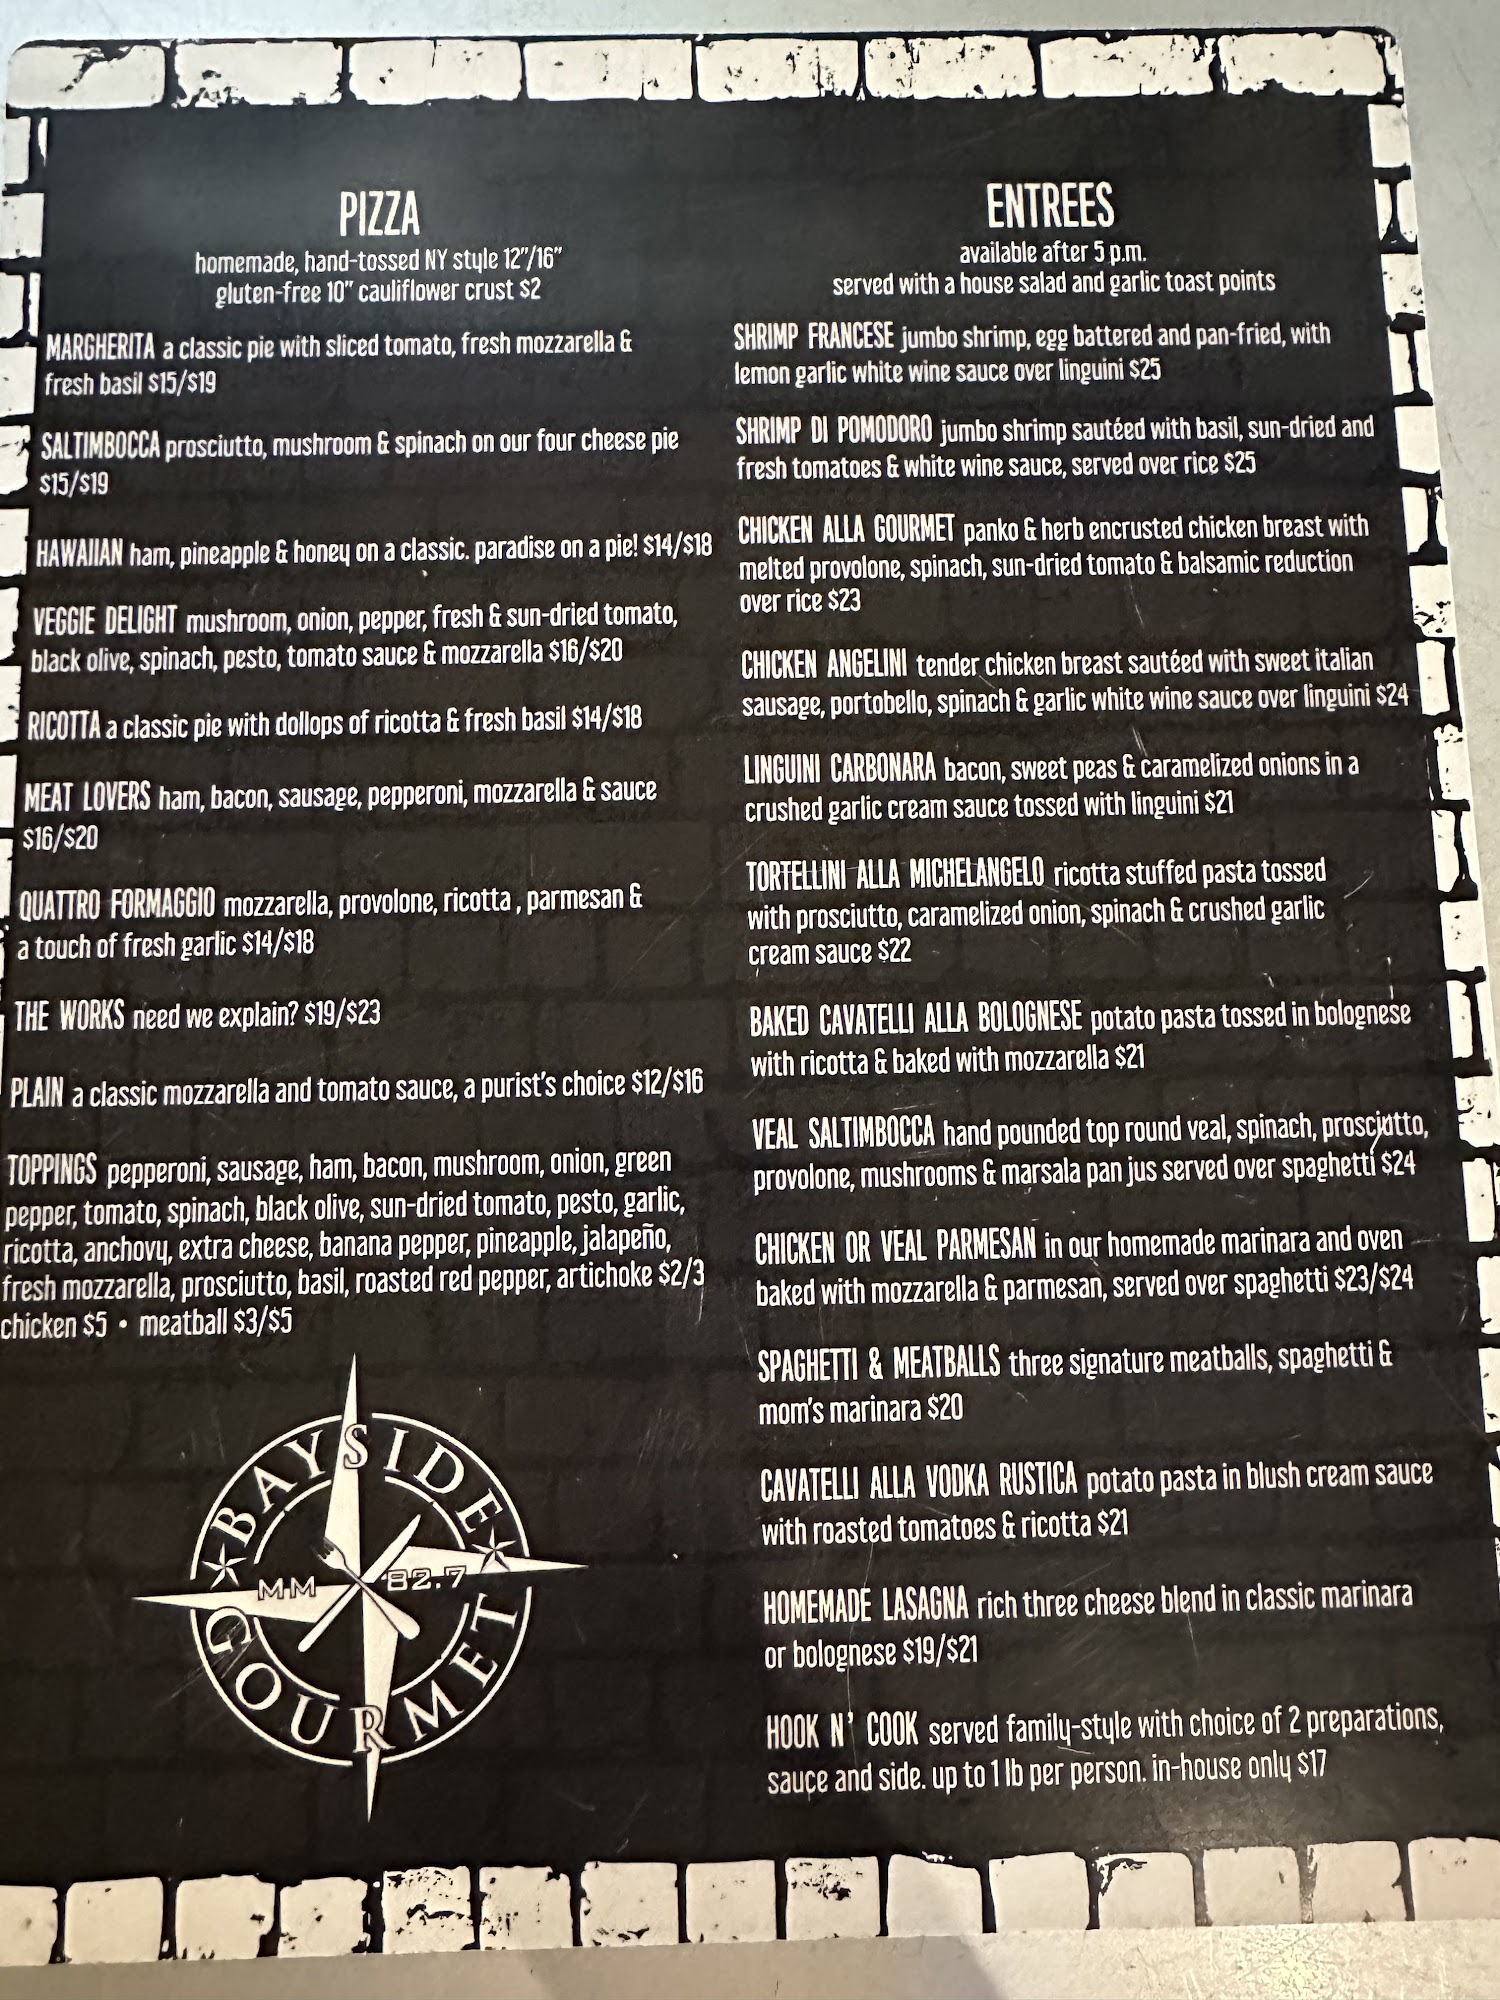 PIZZA
homemade, hand-tossed NY style 12"/16"
gluten-free 10" cauliflower crust $2
MARGHERITA a classic pie with sliced tomato, fresh mozzarella &
fresh basil $15/$19
SALTIMBOCCA prosciutto, mushroom & spinach on our four cheese pie
$15/$19
HAWAIIAN ham, pineapple & honey on a classic. paradise on a pie! $14/$18
VEGGIE DELIGHT mushroom, onion, pepper, fresh & sun-dried tomato,
black olive, spinach, pesto, tomato sauce & mozzarella $16/$20
RICOTTA a classic pie with dollops of ricotta & fresh basil $14/$18
MEAT LOVERS ham, bacon, sausage, pepperoni, mozzarella & sauce
$16/$20
QUATTRO FORMAGGIO mozzarella, provolone, ricotta , parmesan &
a touch of fresh garlic $14/$18
THE WORKS need we explain? $19/$23
PLAIN a classic mozzarella and tomato sauce, a purist's choice $12/$16
TOPPINGS pepperoni, sausage, ham, bacon, mushroom, onion, green
pepper, tomato, spinach, black olive, sun-dried tomato, pesto, garlic,
ricotta, anchovy, extra cheese, banana pepper, pineapple, jalapeño,
fresh mozzarella, prosciutto, basil, roasted red pepper, artichoke $2/3
chicken $5 • meatball $3/$5
BAYSIDE
MM 82.7
GOURMET
ENTREES
available after 5 p.m.
served with a house salad and garlic toast points
SHRIMP FRANCESE jumbo shrimp, egg battered and pan-fried, with
lemon garlic white wine sauce over linguini $25
SHRIMP DI POMODORO jumbo shrimp sautéed with basil, sun-dried and
fresh tomatoes & white wine sauce, served over rice $25
CHICKEN ALLA GOURMET panko & herb encrusted chicken breast with
melted provolone, spinach, sun-dried tomato & balsamic reduction
over rice $23
CHICKEN ANGELINI tender chicken breast sautéed with sweet italian
sausage, portobello, spinach & garlic white wine sauce over linguini $24
LINGUINI CARBONARA bacon, sweet peas & caramelized onions in a
crushed garlic cream sauce tossed with linguini $21
TORTELLINI ALLA MICHELANGELO ricotta stuffed pasta tossed
with prosciutto, caramelized onion, spinach & crushed garlic
cream sauce $22
BAKED CAVATELLI ALLA BOLOGNESE potato pasta tossed in bolognese
with ricotta & baked with mozzarella $21
VEAL SALTIMBOCCA hand pounded top round veal, spinach, prosciutto,
provolone, mushrooms & marsala pan jus served over spaghetti $24
CHICKEN OR VEAL PARMESAN in our homemade marinara and oven
baked with mozzarella & parmesan, served over spaghetti $23/$24
SPAGHETTI & MEATBALLS three signature meatballs, spaghetti &
mom's marinara $20
CAVATELLI ALLA VODKA RUSTICA potato pasta in blush cream sauce
with roasted tomatoes & ricotta $21
HOMEMADE LASAGNA rich three cheese blend in classic marinara
or bolognese $19/$21
HOOK N' COOK served family-style with choice of 2 preparations,
sauce and side. up to 1 lb per person. in-house only $17